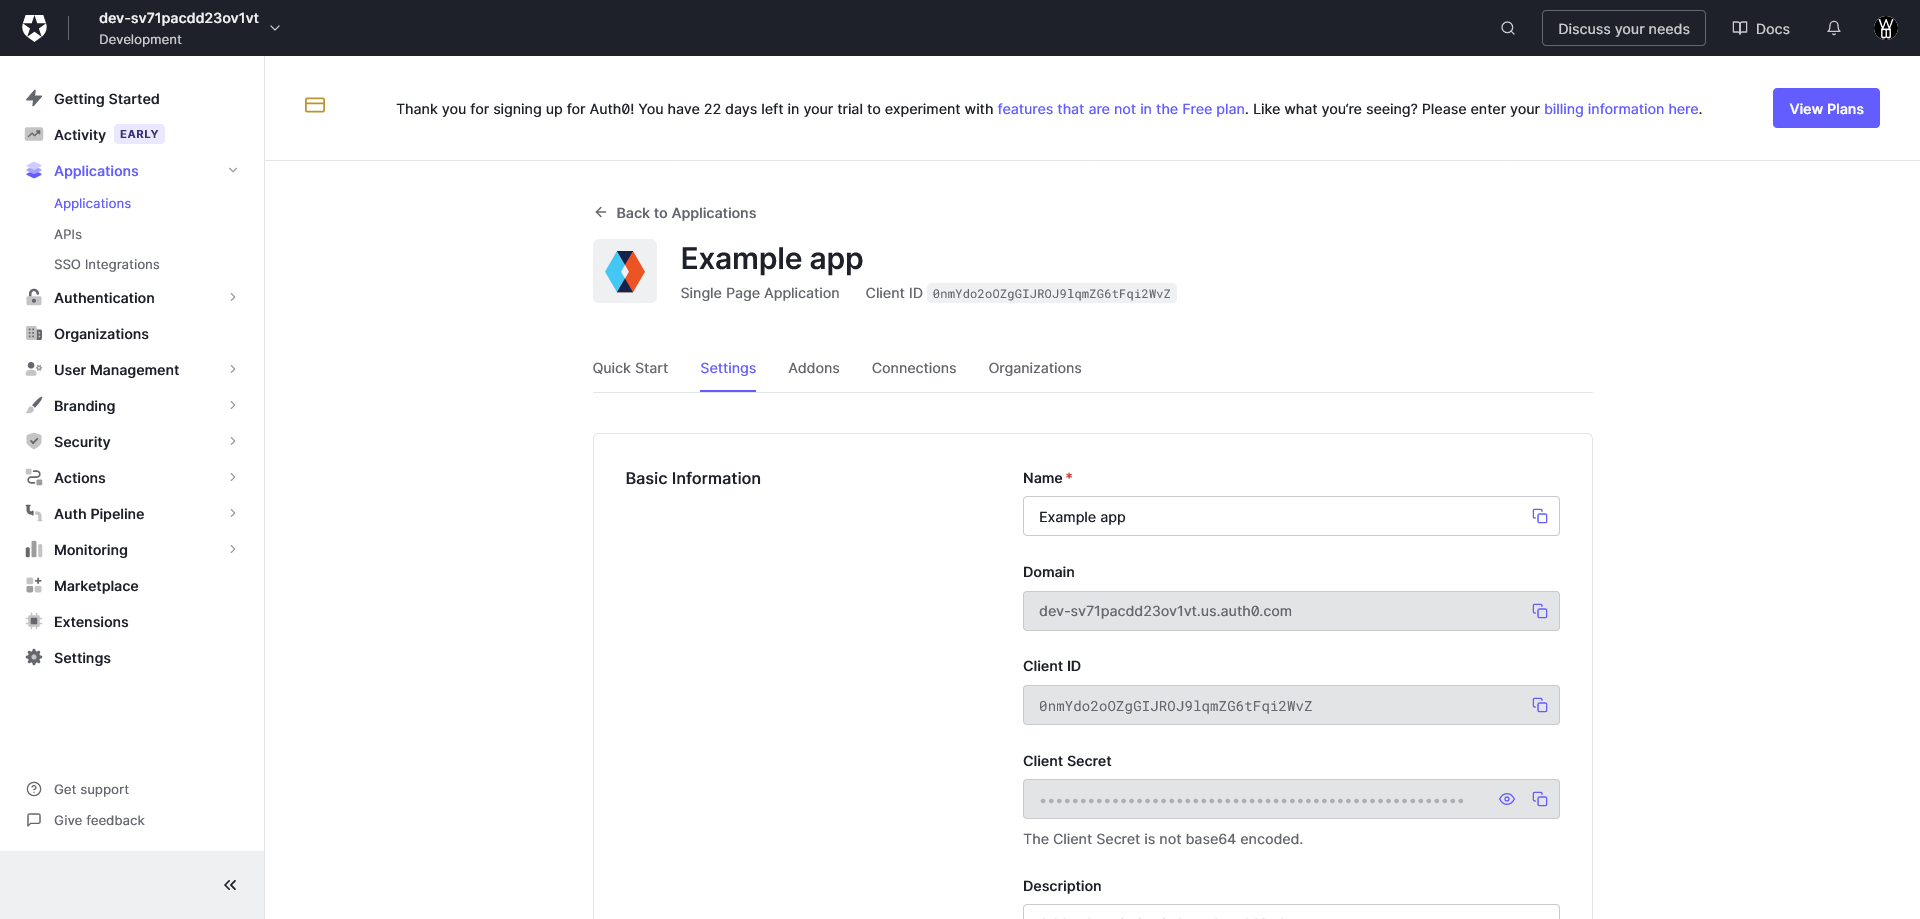 dev-sv71pacdd23ov1vt
Development
Discuss your needs
Docs
Getting Started
Activity EARLY
Applications
Applications
APIs
SSO Integrations
Authentication
Organizations
User Management
Branding
Security
Actions
Auth Pipeline
Monitoring
Marketplace
Extensions
Settings
Get support
Give feedback
Thank you for signing up for Auth0! You have 22 days left in your trial to experiment with features that are not in the Free plan. Like what you're seeing? Please enter your billing information here.
View Plans
Back to Applications
Example app
Single Page Application Client ID 0nmYdo2oOZgGIJROJ9lqmZG6tFqi2WvZ
Quick Start Settings Addons Connections Organizations
Basic Information
Name *
Example app
Domain
dev-sv71pacdd23ov1vt.us.auth0.com
Client ID
0nmYdo2oOZgGIJROJ9lqmZG6tFqi2WvZ
Client Secret
The Client Secret is not base64 encoded.
Description